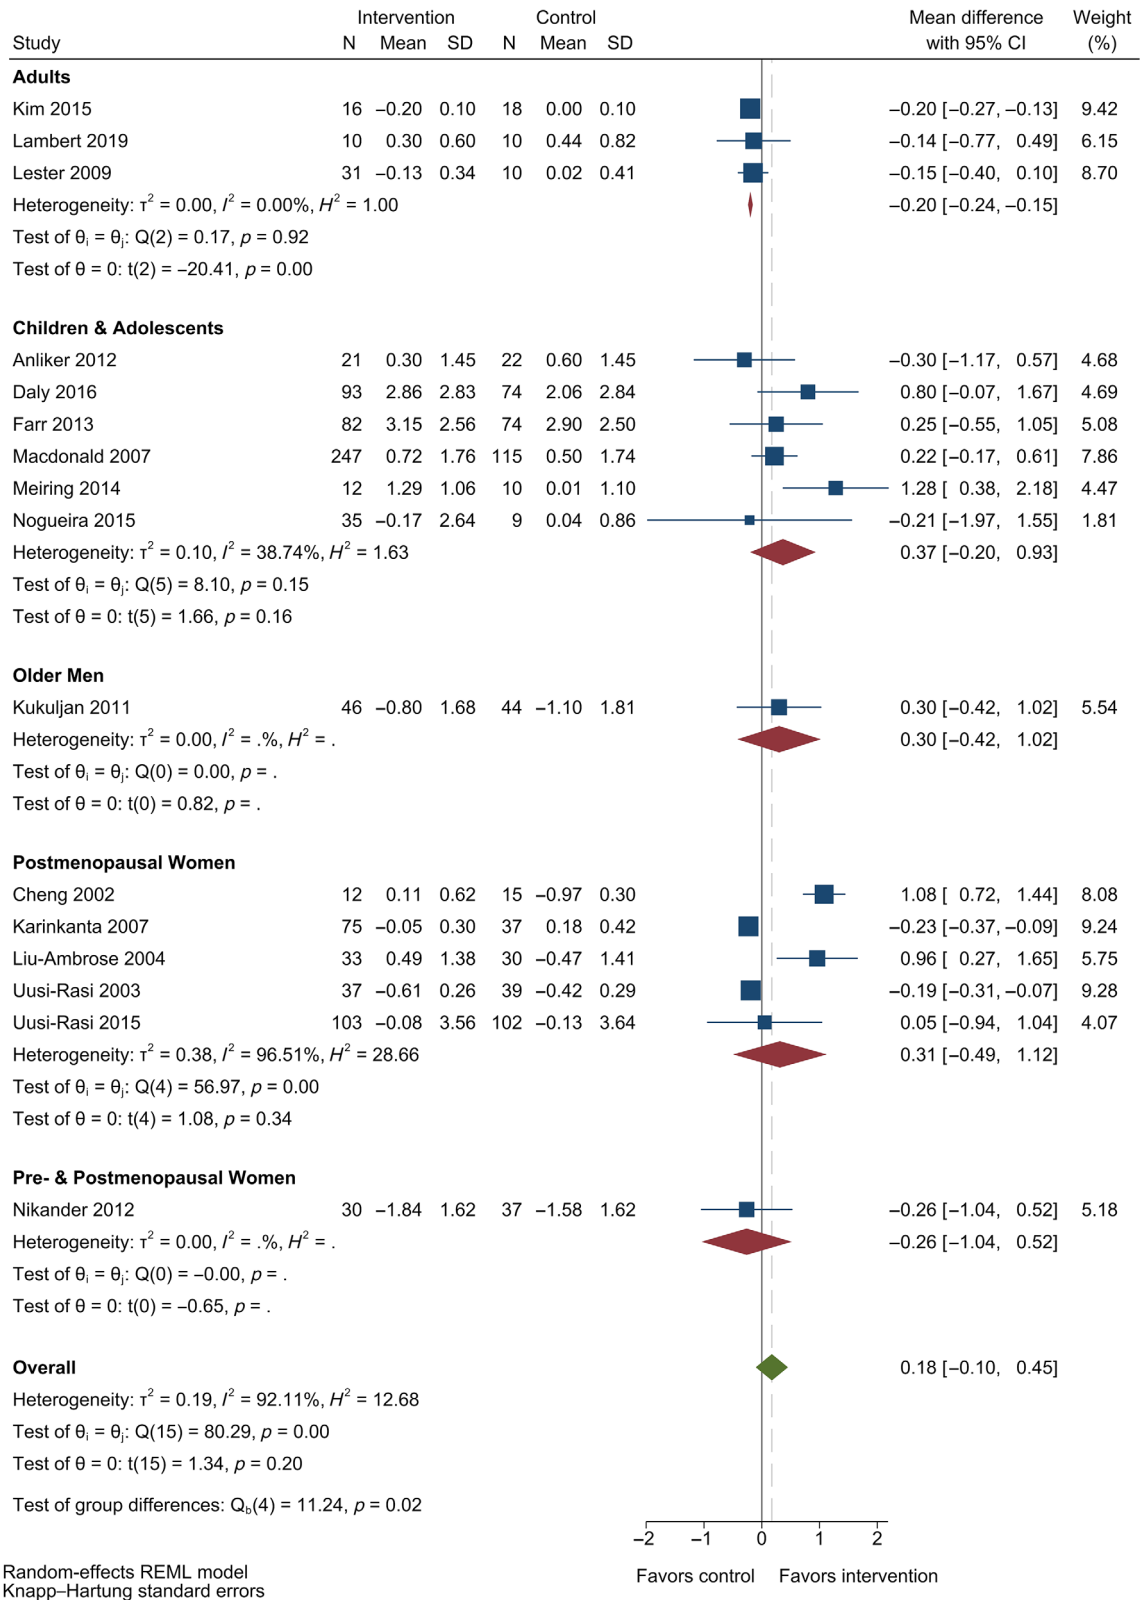 Intervention Control Mean difference Weight
Study N Mean SD N Mean SD with 95% CI (%)
Adults
Kim 2015 16 −0.20 0.10 18 0.00 0.10 −0.20 [−0.27, −0.13] 9.42
Lambert 2019 10 0.30 0.60 10 0.44 0.82 −0.14 [−0.77, 0.49] 6.15
Lester 2009 31 −0.13 0.34 10 0.02 0.41 −0.15 [−0.40, 0.10] 8.70
Heterogeneity: τ² = 0.00, I² = 0.00%, H² = 1.00 −0.20 [−0.24, −0.15]
Test of θᵢ = θⱼ: Q(2) = 0.17, p = 0.92
Test of θ = 0: t(2) = −20.41, p = 0.00
Children & Adolescents
Anliker 2012 21 0.30 1.45 22 0.60 1.45 −0.30 [−1.17, 0.57] 4.68
Daly 2016 93 2.86 2.83 74 2.06 2.84 0.80 [−0.07, 1.67] 4.69
Farr 2013 82 3.15 2.56 74 2.90 2.50 0.25 [−0.55, 1.05] 5.08
Macdonald 2007 247 0.72 1.76 115 0.50 1.74 0.22 [−0.17, 0.61] 7.86
Meiring 2014 12 1.29 1.06 10 0.01 1.10 1.28 [ 0.38, 2.18] 4.47
Nogueira 2015 35 −0.17 2.64 9 0.04 0.86 −0.21 [−1.97, 1.55] 1.81
Heterogeneity: τ² = 0.10, I² = 38.74%, H² = 1.63 0.37 [−0.20, 0.93]
Test of θᵢ = θⱼ: Q(5) = 8.10, p = 0.15
Test of θ = 0: t(5) = 1.66, p = 0.16
Older Men
Kukuljan 2011 46 −0.80 1.68 44 −1.10 1.81 0.30 [−0.42, 1.02] 5.54
Heterogeneity: τ² = 0.00, I² = .%, H² = . 0.30 [−0.42, 1.02]
Test of θᵢ = θⱼ: Q(0) = 0.00, p = .
Test of θ = 0: t(0) = 0.82, p = .
Postmenopausal Women
Cheng 2002 12 0.11 0.62 15 −0.97 0.30 1.08 [ 0.72, 1.44] 8.08
Karinkanta 2007 75 −0.05 0.30 37 0.18 0.42 −0.23 [−0.37, −0.09] 9.24
Liu-Ambrose 2004 33 0.49 1.38 30 −0.47 1.41 0.96 [ 0.27, 1.65] 5.75
Uusi-Rasi 2003 37 −0.61 0.26 39 −0.42 0.29 −0.19 [−0.31, −0.07] 9.28
Uusi-Rasi 2015 103 −0.08 3.56 102 −0.13 3.64 0.05 [−0.94, 1.04] 4.07
Heterogeneity: τ² = 0.38, I² = 96.51%, H² = 28.66 0.31 [−0.49, 1.12]
Test of θᵢ = θⱼ: Q(4) = 56.97, p = 0.00
Test of θ = 0: t(4) = 1.08, p = 0.34
Pre- & Postmenopausal Women
Nikander 2012 30 −1.84 1.62 37 −1.58 1.62 −0.26 [−1.04, 0.52] 5.18
Heterogeneity: τ² = 0.00, I² = .%, H² = . −0.26 [−1.04, 0.52]
Test of θᵢ = θⱼ: Q(0) = −0.00, p = .
Test of θ = 0: t(0) = −0.65, p = .
Overall 0.18 [−0.10, 0.45]
Heterogeneity: τ² = 0.19, I² = 92.11%, H² = 12.68
Test of θᵢ = θⱼ: Q(15) = 80.29, p = 0.00
Test of θ = 0: t(15) = 1.34, p = 0.20
Test of group differences: Q_b(4) = 11.24, p = 0.02
−2 −1 0 1 2
Favors control Favors intervention
Random-effects REML model
Knapp–Hartung standard errors